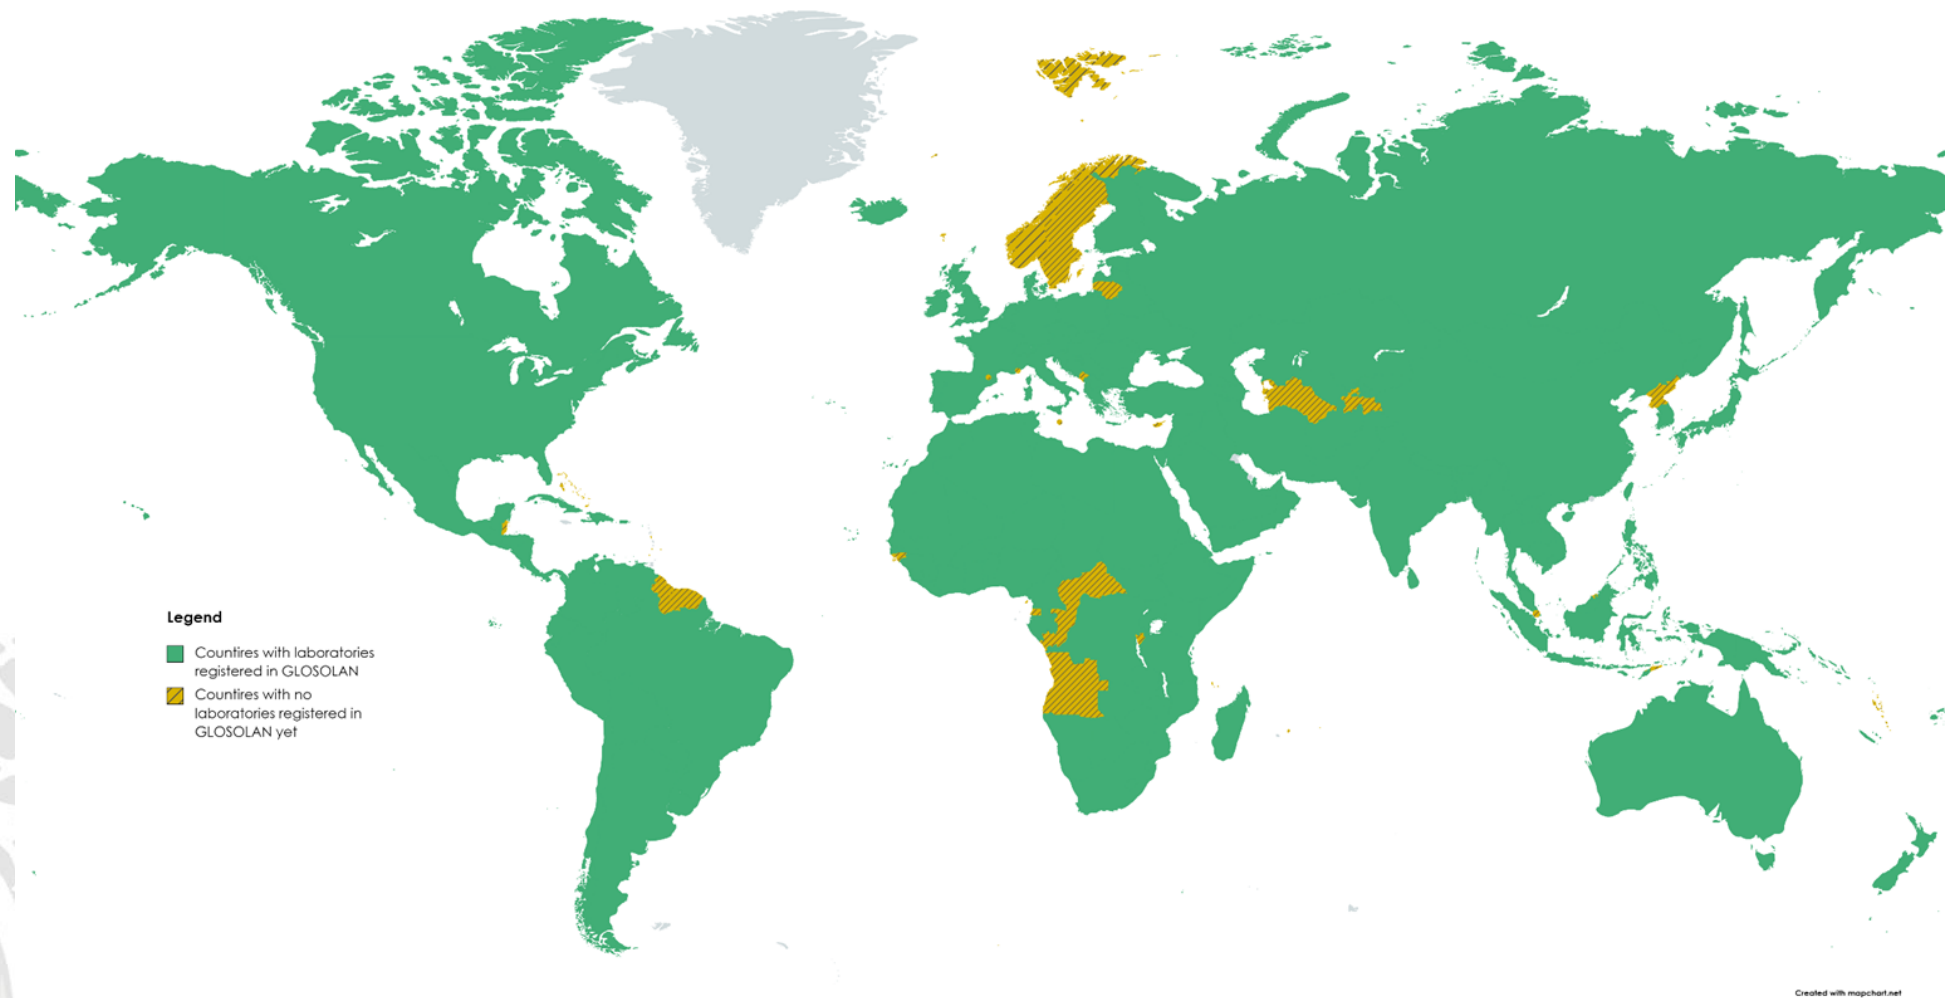 Legend
Countires with laboratories
registered in GLOSOLAN
Countires with no
laboratories registered in
GLOSOLAN yet
Created with mapchart.net